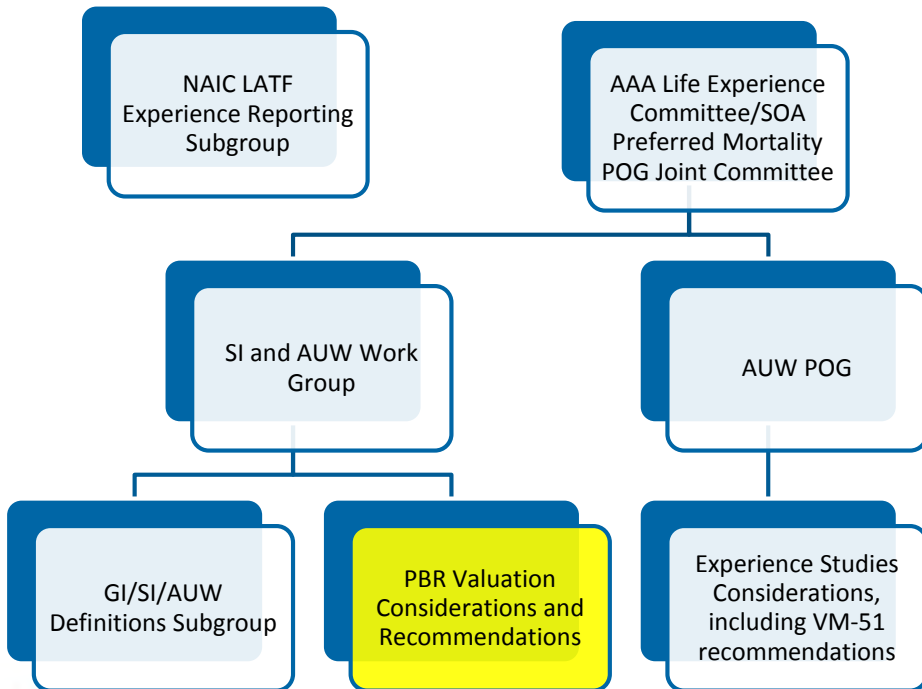 NAIC LATF
Experience Reporting
Subgroup
AAA Life Experience
Committee/SOA
Preferred Mortality
POG Joint Committee
SI and AUW Work
Group
AUW POG
GI/SI/AUW
Definitions Subgroup
PBR Valuation
Considerations and
Recommendations
Experience Studies
Considerations,
including VM-51
recommendations